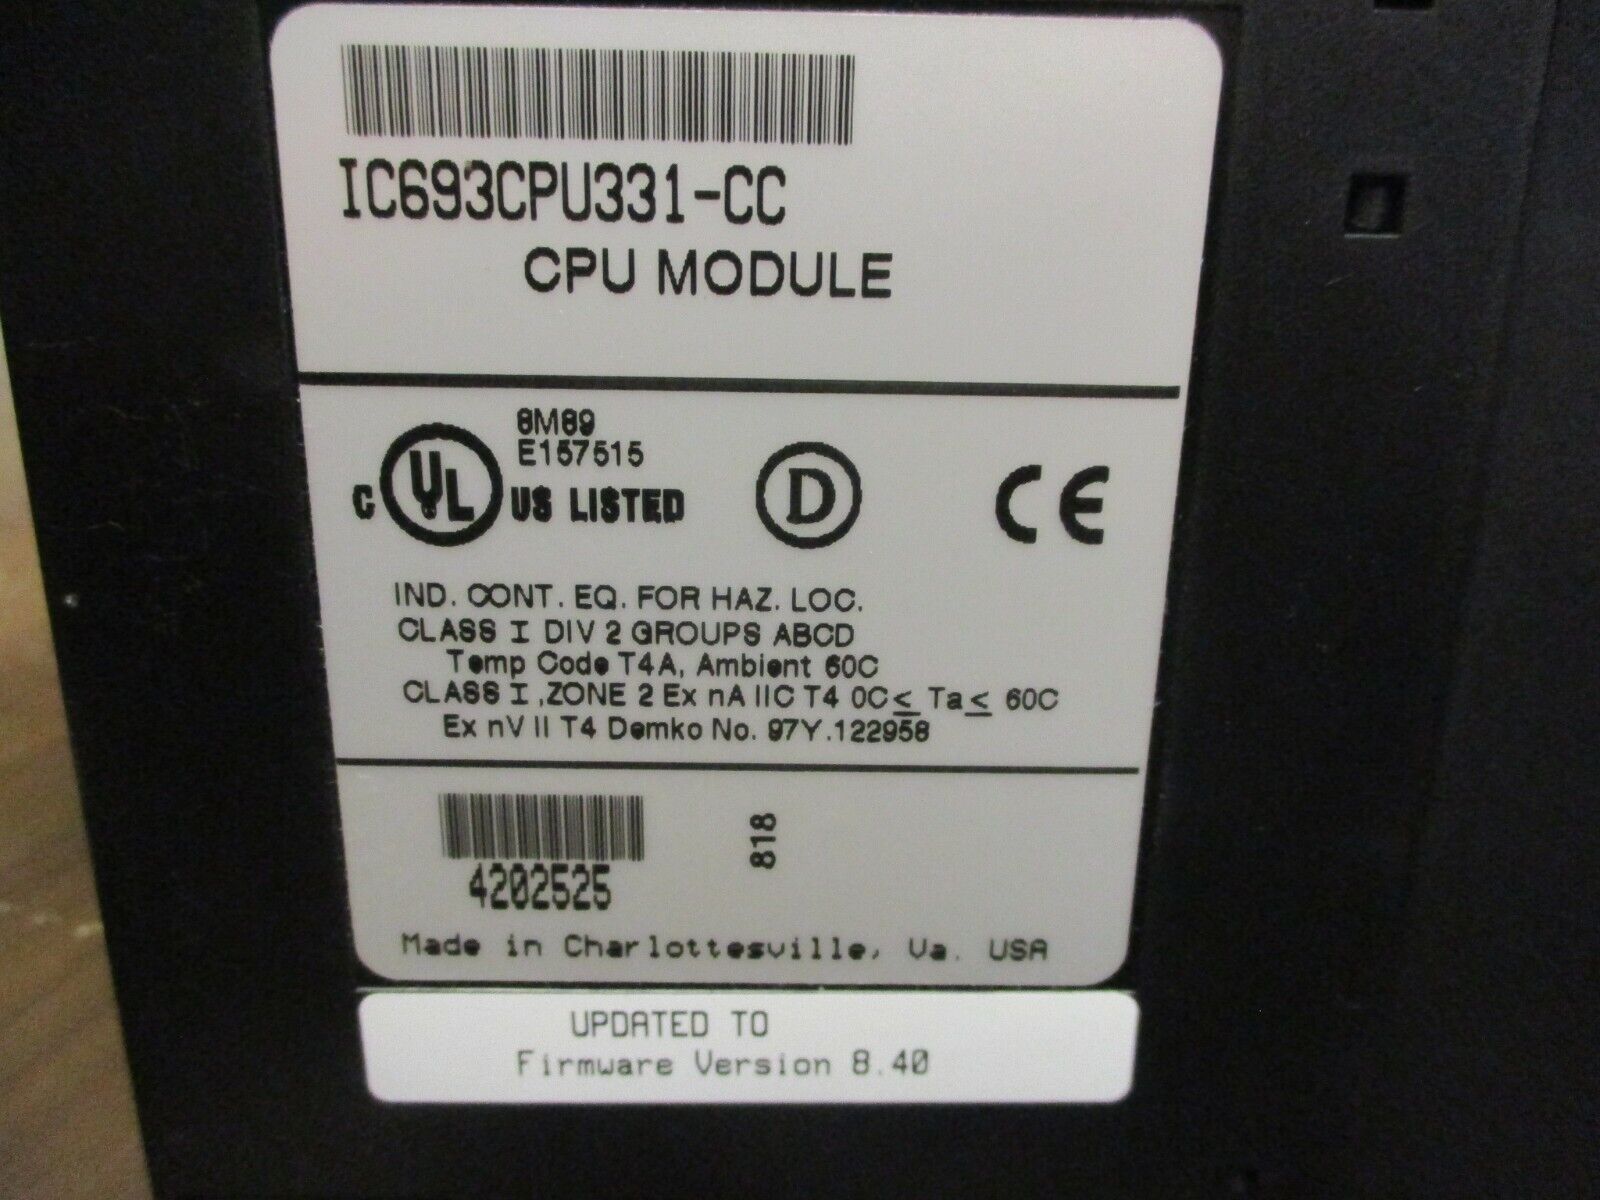 IC693CPU331-CC
CPU MODULE
8M89
E157515
C UL US LISTED
D
CE
IND. CONT. EQ. FOR HAZ. LOC.
CLASS I DIV 2 GROUPS ABCD
Temp Code T4A, Ambient 60C
CLASS I ,ZONE 2 Ex nA IIC T4 0C≤ Ta≤ 60C
Ex nV II T4 Demko No. 97Y.122958
4202525
818
Made in Charlottesville, Va. USA
UPDATED TO
Firmware Version 8.40